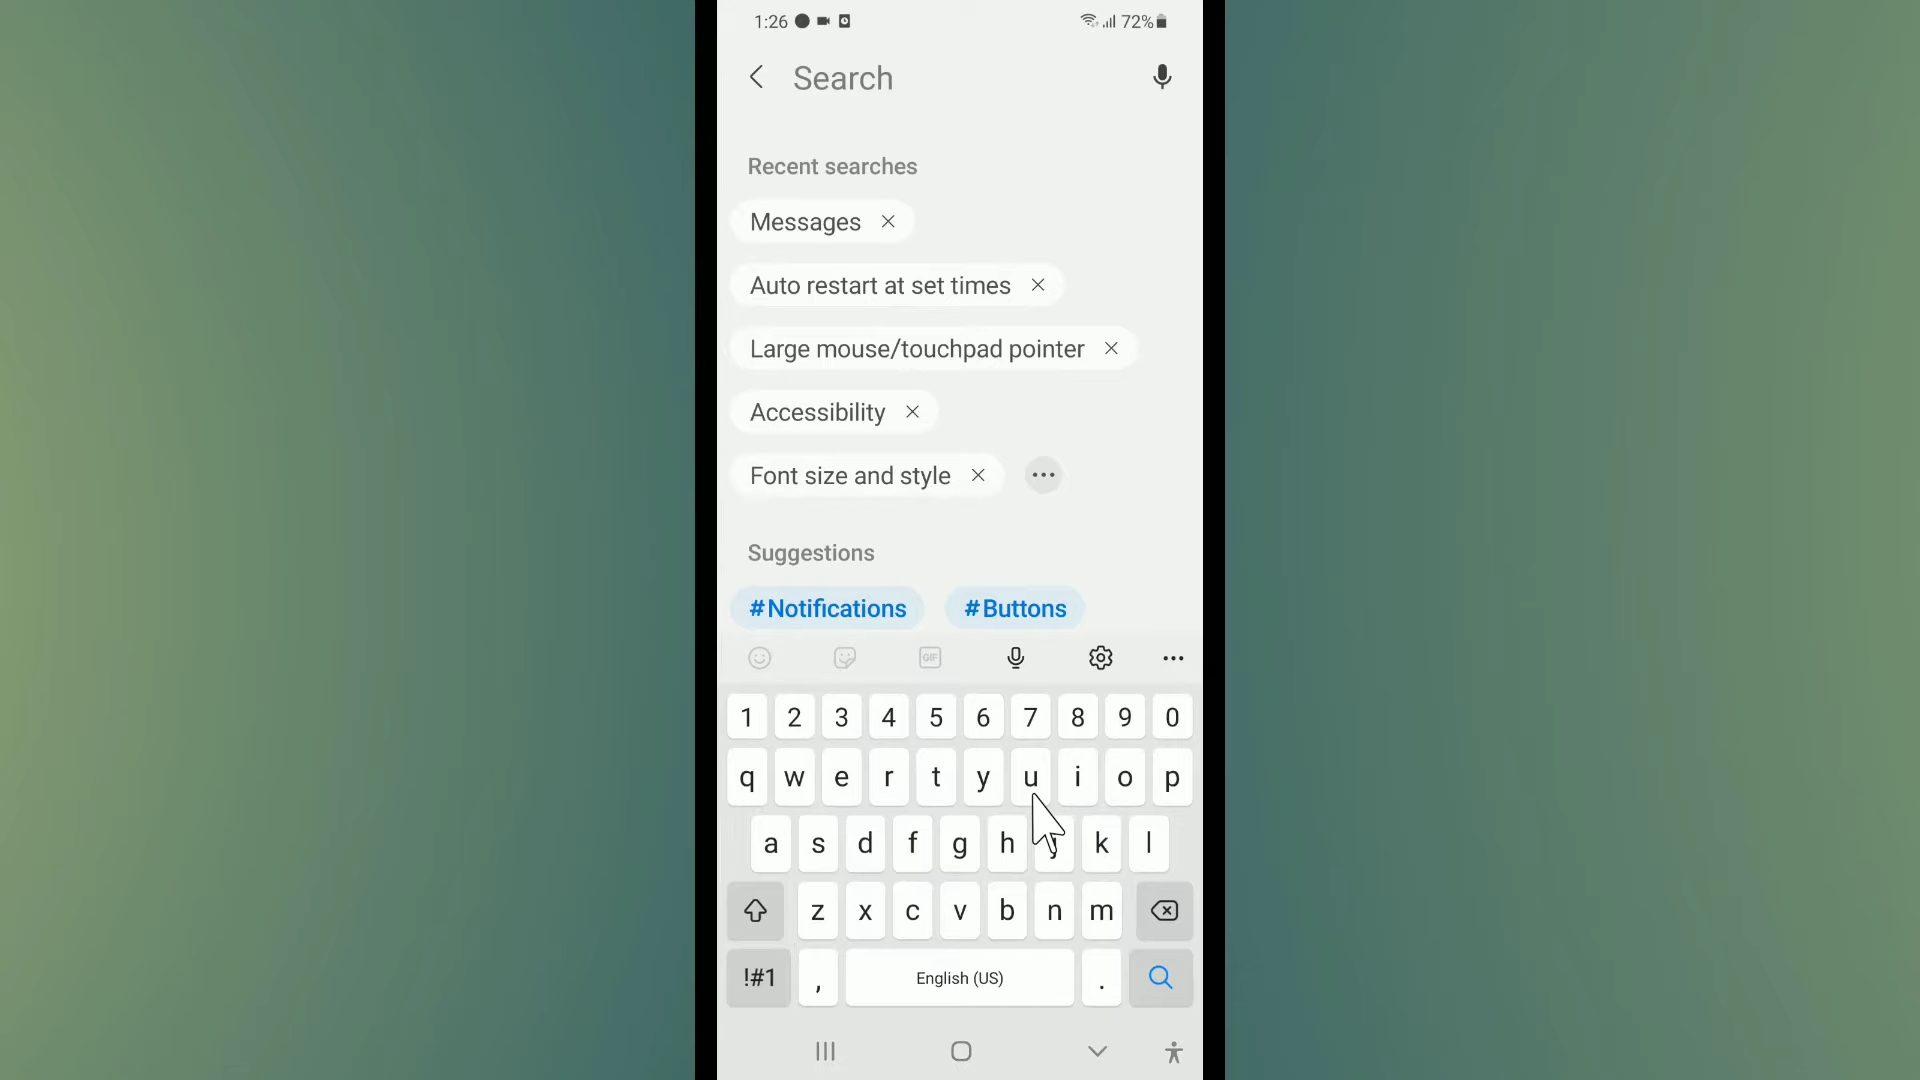 1:26 72%
Search
Recent searches
Messages
Auto restart at set times
Large mouse/touchpad pointer
Accessibility
Font size and style
Suggestions
#Notifications #Buttons
GIF
1 2 3 4 5 6 7 8 9 0
q w e r t y u i o p
a s d f g h j k l
z x c v b n m
!#1 , English (US) .